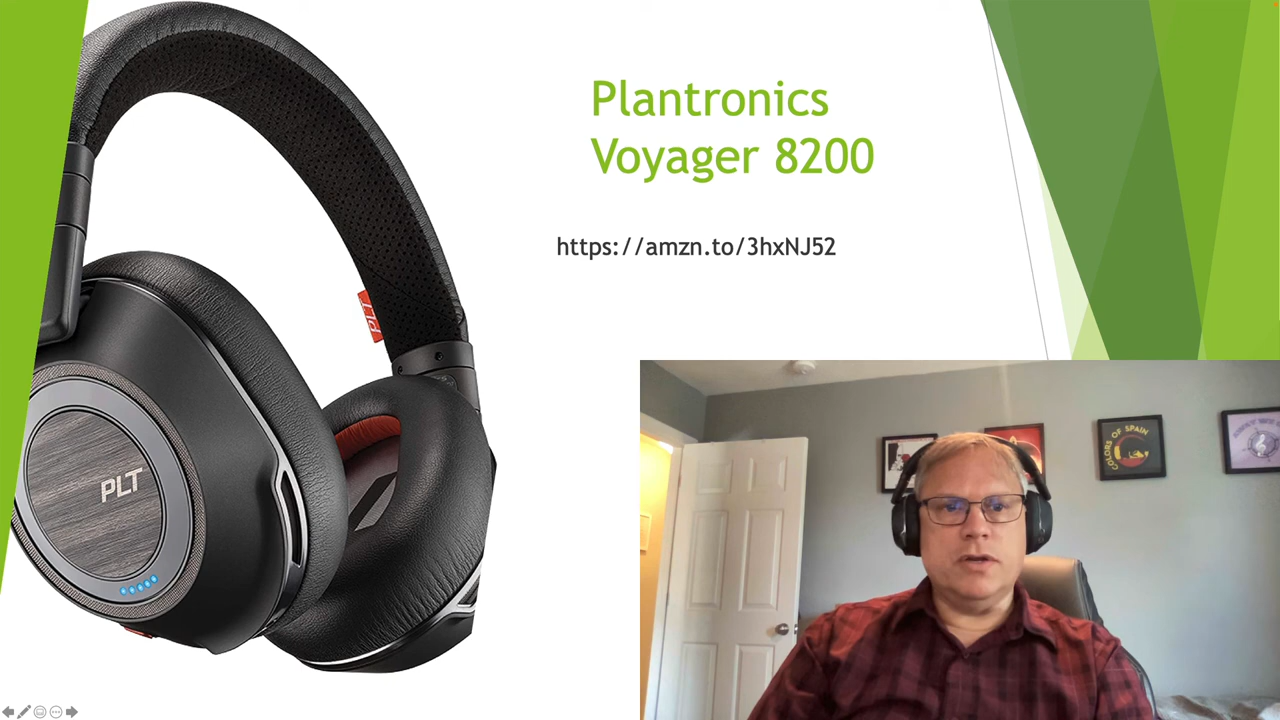 Plantronics
Voyager 8200
https://amzn.to/3hxNJ52
PLT
PLT
COLORS OF SPAIN